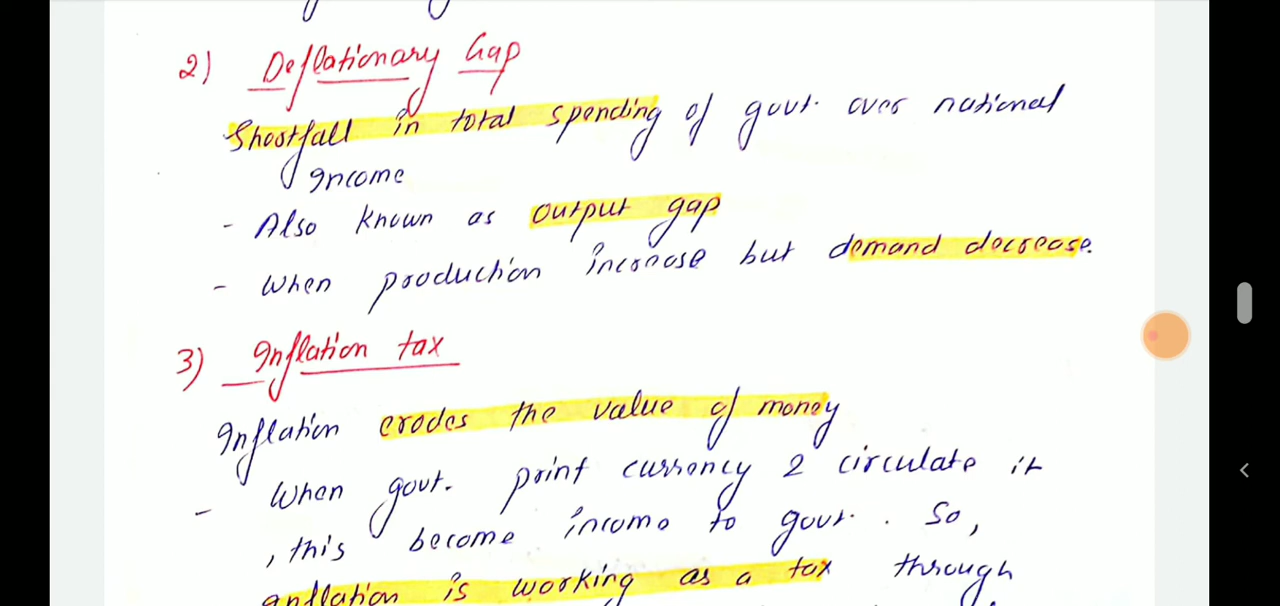 2) Deflationary Gap
Shortfall in total spending of govt. over national
income
- Also known as output gap
- When production increase but demand decrease.
3) Inflation tax
Inflation erodes the value of money
- When govt. print currency & circulate it
, this become income to govt. So,
inflation is working as a tax through